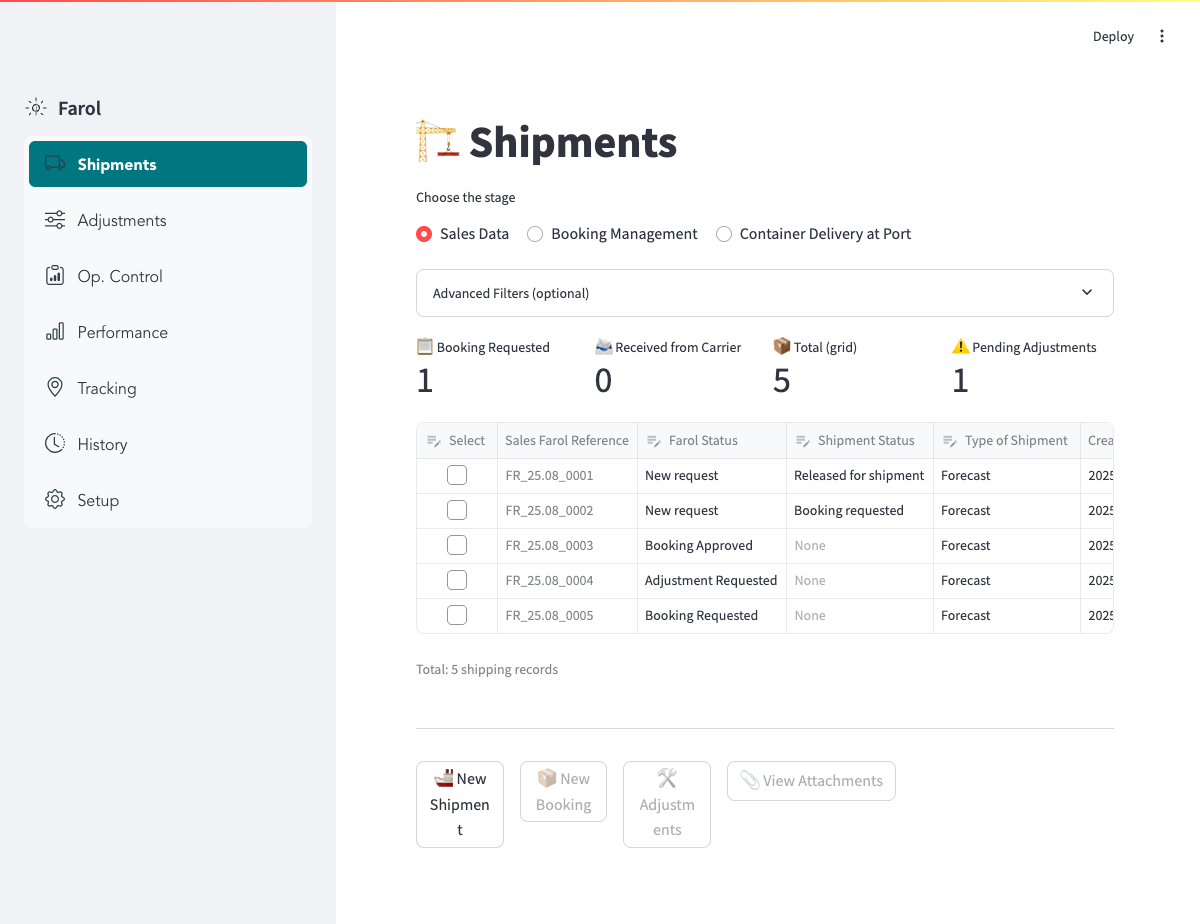 Deploy
Farol
Shipments
Adjustments
Op. Control
Performance
Tracking
History
Setup
Shipments
Choose the stage
Sales Data Booking Management Container Delivery at Port
Advanced Filters (optional)
Booking Requested Received from Carrier Total (grid) Pending Adjustments
1 0 5 1
Select Sales Farol Reference Farol Status Shipment Status Type of Shipment Crea
FR_25.08_0001 New request Released for shipment Forecast 2025
FR_25.08_0002 New request Booking requested Forecast 2025
FR_25.08_0003 Booking Approved None Forecast 2025
FR_25.08_0004 Adjustment Requested None Forecast 2025
FR_25.08_0005 Booking Requested None Forecast 2025
Total: 5 shipping records
New
Shipmen
t
New
Booking
Adjustm
ents
View Attachments